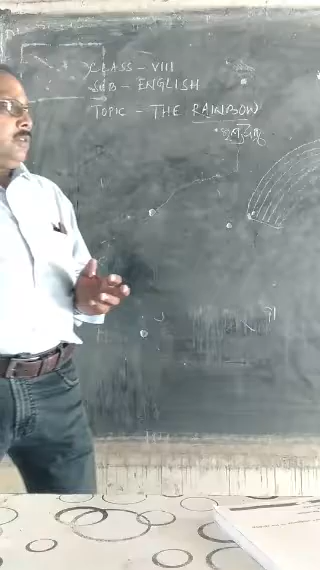 CLASS - VIII
SUB - ENGLISH
TOPIC - THE RAINBOW